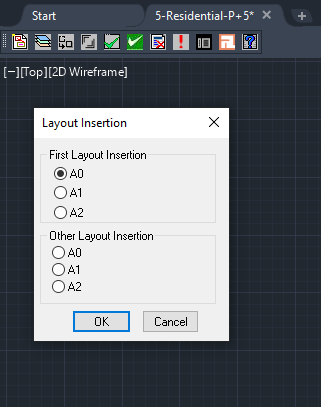 Start
5-Residential-P+5*
[−][Top][2D Wireframe]
Layout Insertion
First Layout Insertion
A0
A1
A2
Other Layout Insertion
A0
A1
A2
OK
Cancel